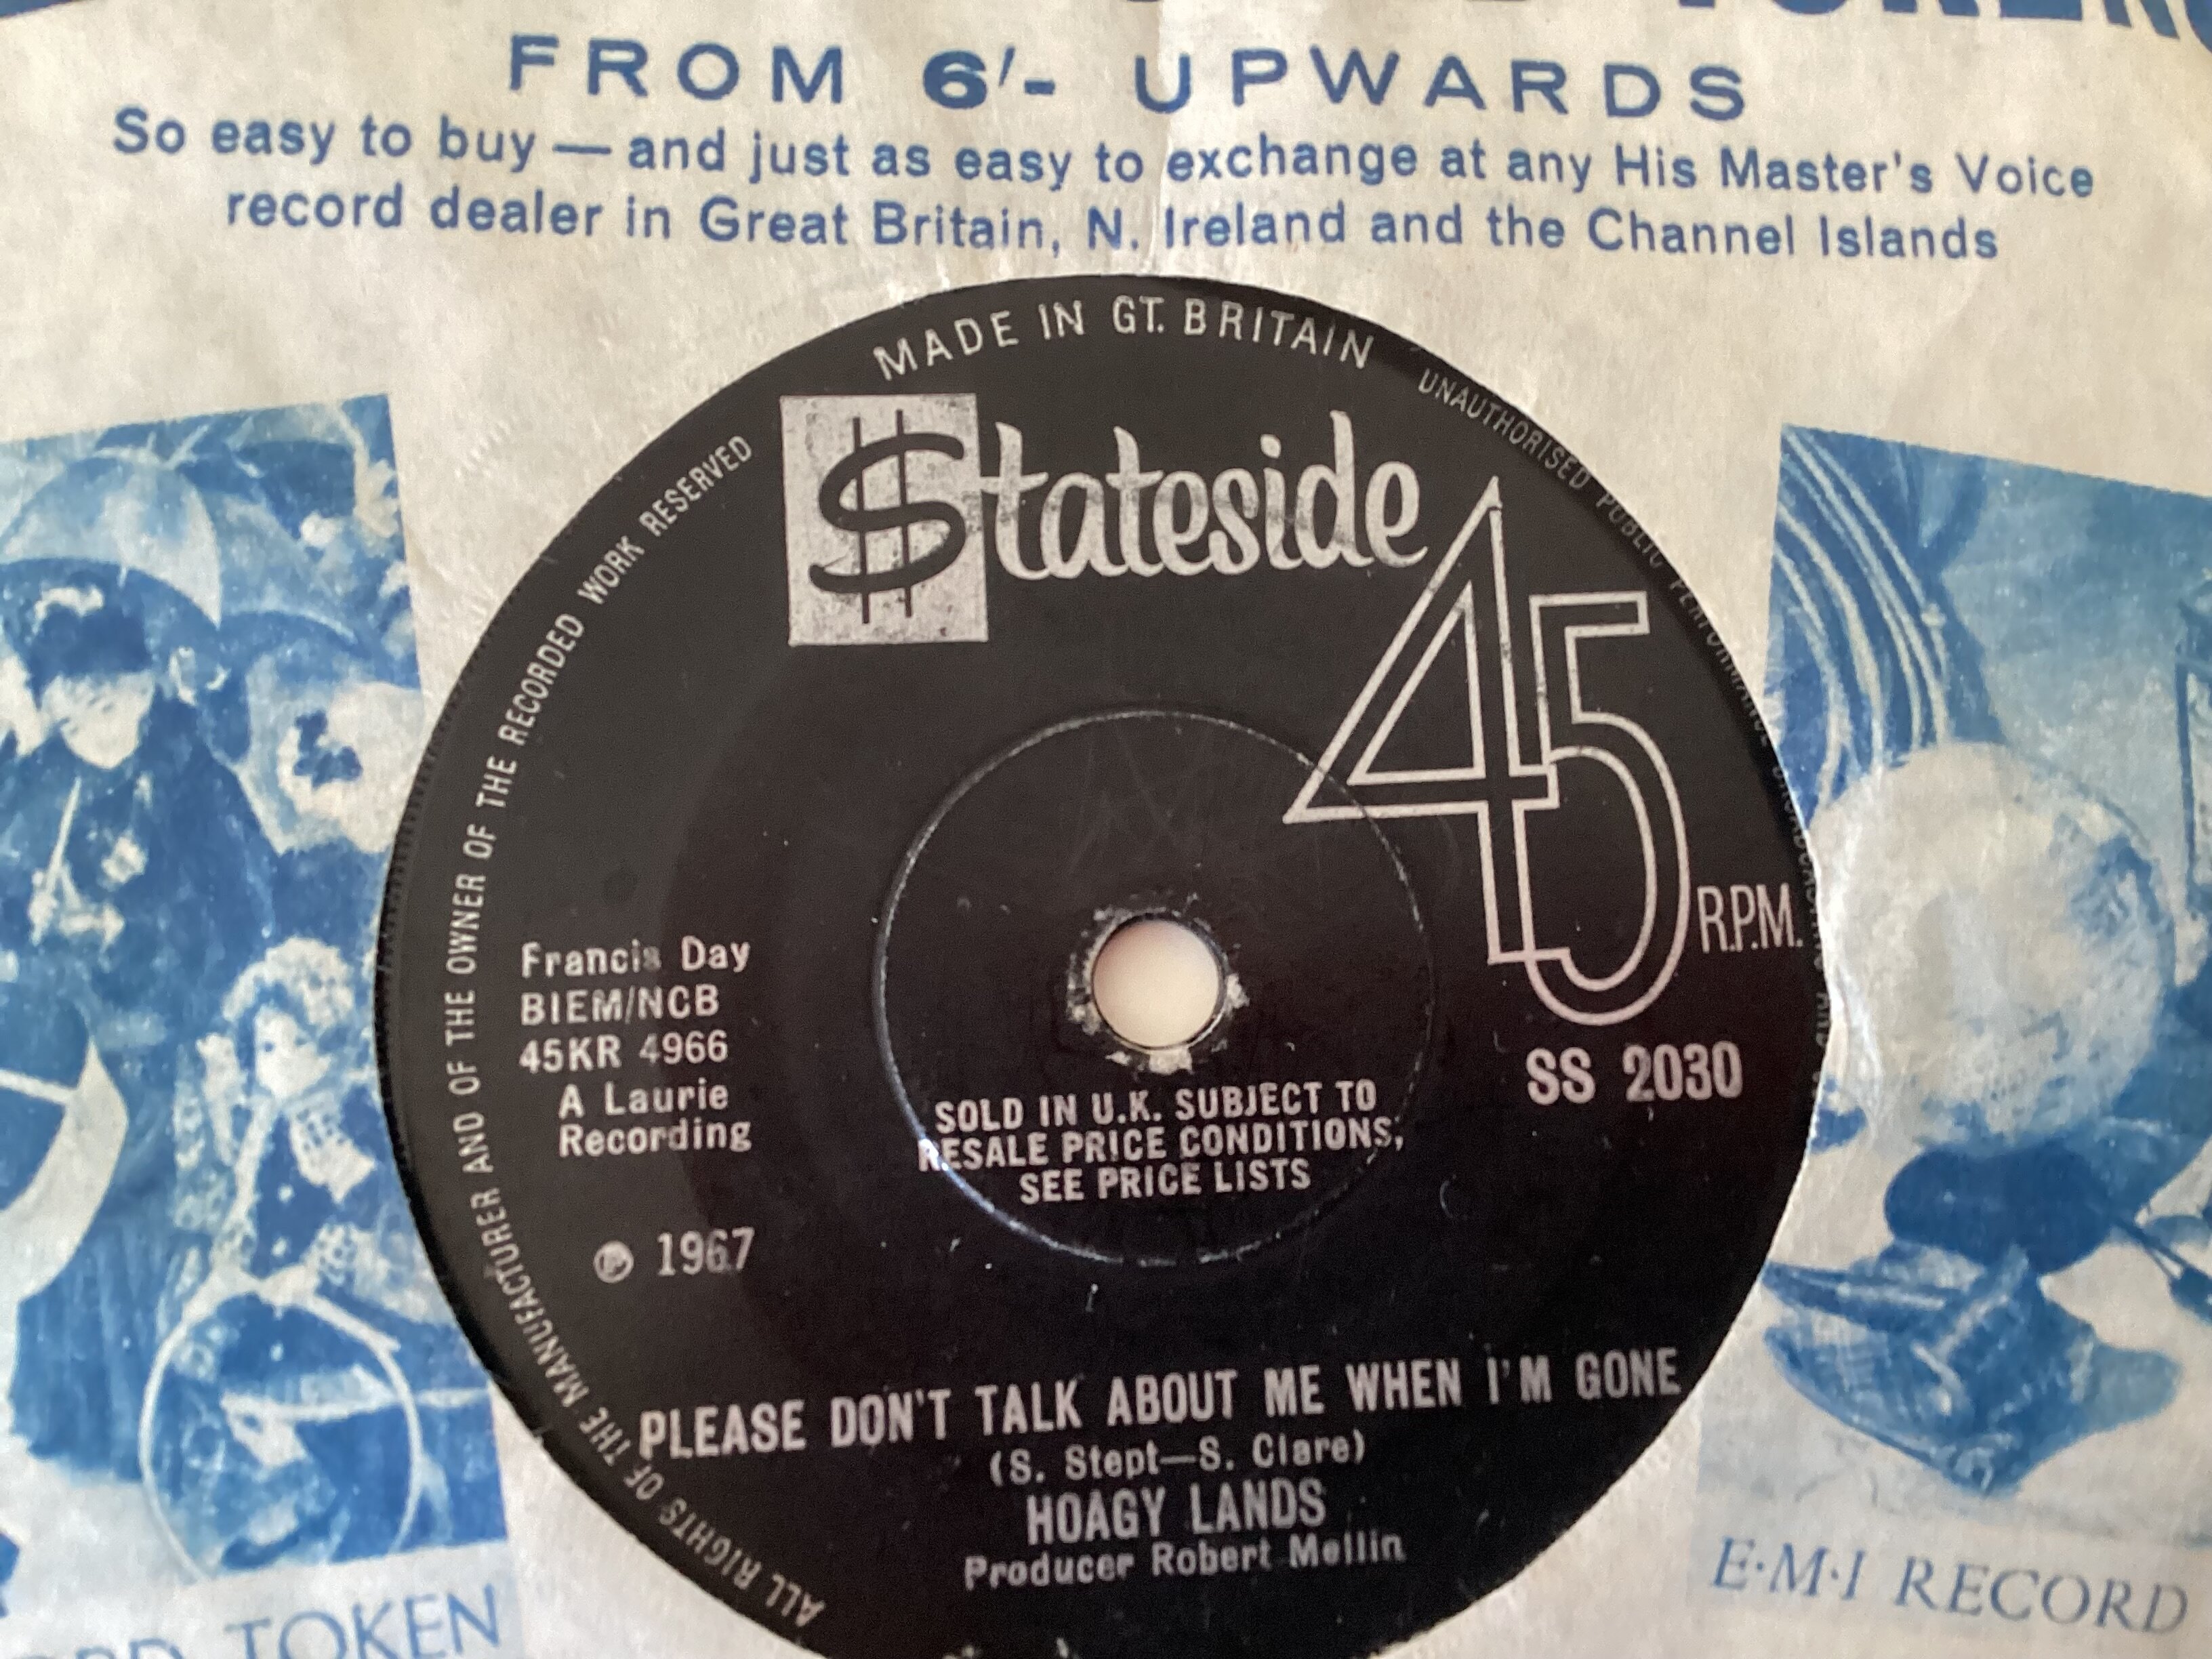 FROM 6/- UPWARDS
So easy to buy — and just as easy to exchange at any His Master's Voice
record dealer in Great Britain, N. Ireland and the Channel Islands
MADE IN GT. BRITAIN
UNAUTHORISED PUBLIC PERFORMANCE
ALL RIGHTS OF THE MANUFACTURER AND OF THE OWNER OF THE RECORDED WORK RESERVED
$tateside
45
R.P.M.
Francis Day
BIEM/NCB
45KR 4966
A Laurie
Recording
SS 2030
SOLD IN U.K. SUBJECT TO
RESALE PRICE CONDITIONS,
SEE PRICE LISTS
℗ 1967
PLEASE DON'T TALK ABOUT ME WHEN I'M GONE
(S. Stept—S. Clare)
HOAGY LANDS
Producer Robert Mellin
TOKEN
E·M·I RECORD